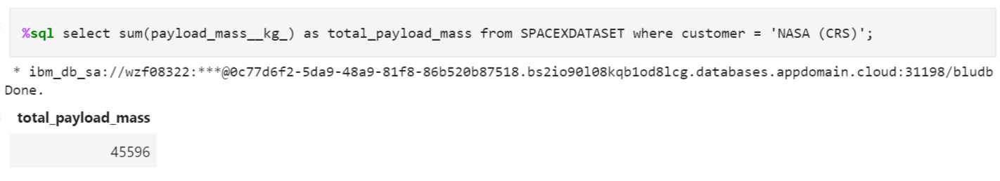 %sql select sum(payload_mass__kg_) as total_payload_mass from SPACEXDATASET where customer = 'NASA (CRS)';
* ibm_db_sa://wzf08322:***@0c77d6f2-5da9-48a9-81f8-86b520b87518.bs2io90l08kqb1od8lcg.databases.appdomain.cloud:31198/bludb
Done.
total_payload_mass
45596